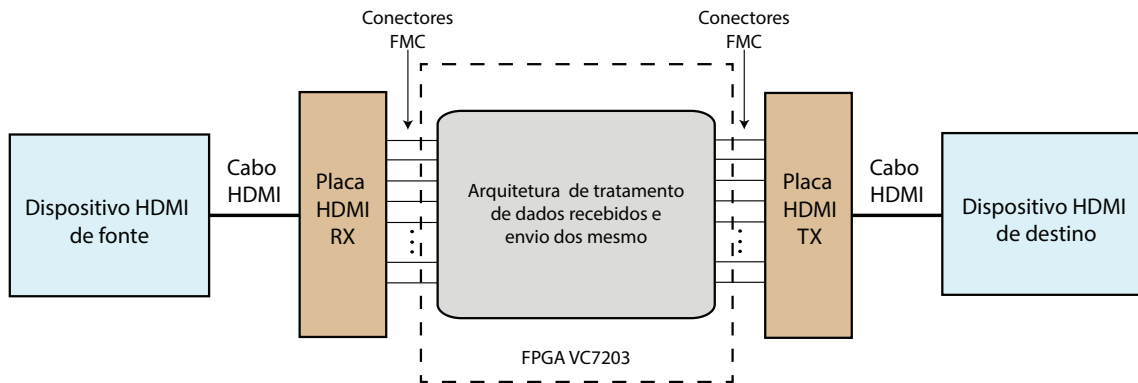 Conectores
FMC
Conectores
FMC
Dispositivo HDMI
de fonte
Cabo
HDMI
Placa
HDMI
RX
Arquitetura de tratamento
de dados recebidos e
envio dos mesmo
Placa
HDMI
TX
Cabo
HDMI
Dispositivo HDMI
de destino
FPGA VC7203